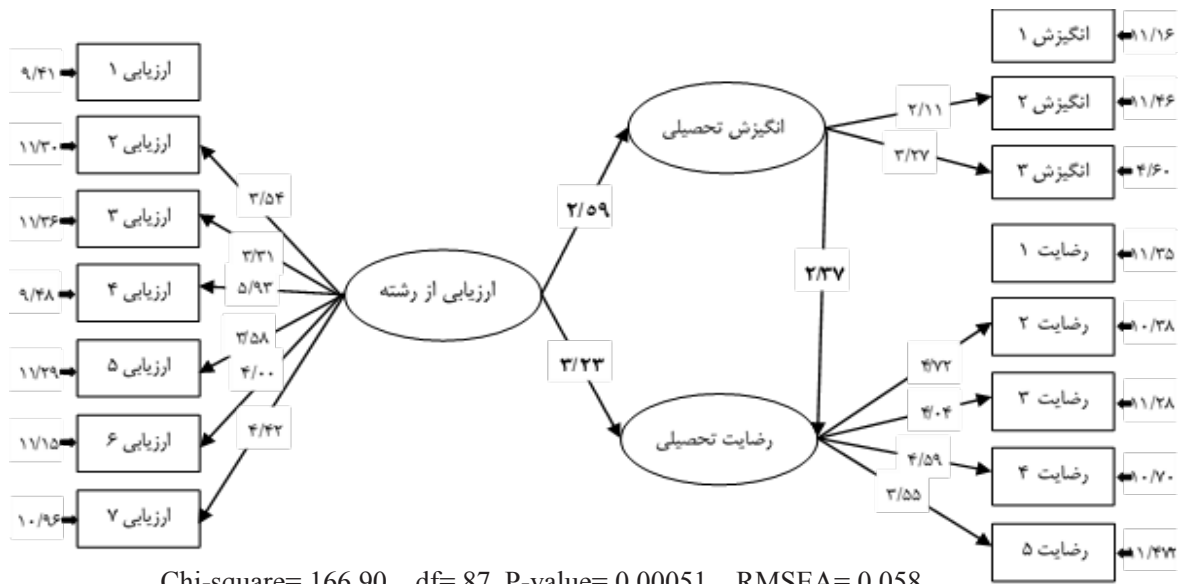 انگیزش ۱
۱۱/۱۶
انگیزش ۲
۱۱/۴۶
انگیزش ۳
۴/۶۰
رضایت ۱
۱۱/۳۵
رضایت ۲
۱۰/۳۸
رضایت ۳
۱۱/۲۸
رضایت ۴
۱۰/۷۰
رضایت ۵
۱۱/۴۷۲
۲/۱۱
۳/۲۷
۴/۷۲
۴/۰۴
۴/۵۹
۳/۵۵
انگیزش تحصیلی
۲/۳۷
رضایت تحصیلی
۲/۵۹
۳/۲۳
ارزیابی از رشته
۳/۵۴
۳/۳۱
۵/۹۳
۳/۵۸
۴/۰۰
۴/۴۲
ارزیابی ۱
۹/۴۱
ارزیابی ۲
۱۱/۳۰
ارزیابی ۳
۱۱/۳۶
ارزیابی ۴
۹/۴۸
ارزیابی ۵
۱۱/۲۹
ارزیابی ۶
۱۱/۱۵
ارزیابی ۷
۱۰/۹۶
Chi-square= 166.90 df= 87 P-value= 0.00051 RMSEA= 0.058